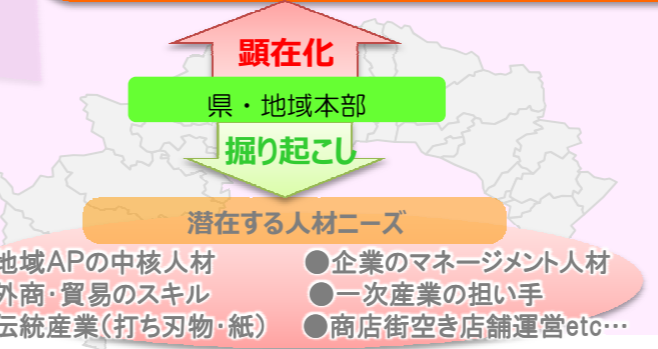 顕在化
県・地域本部
掘り起こし
潜在する人材ニーズ
地域APの中核人材 ●企業のマネージメント人材
外商・貿易のスキル ●一次産業の担い手
伝統産業(打ち刃物・紙) ●商店街空き店舗運営etc…